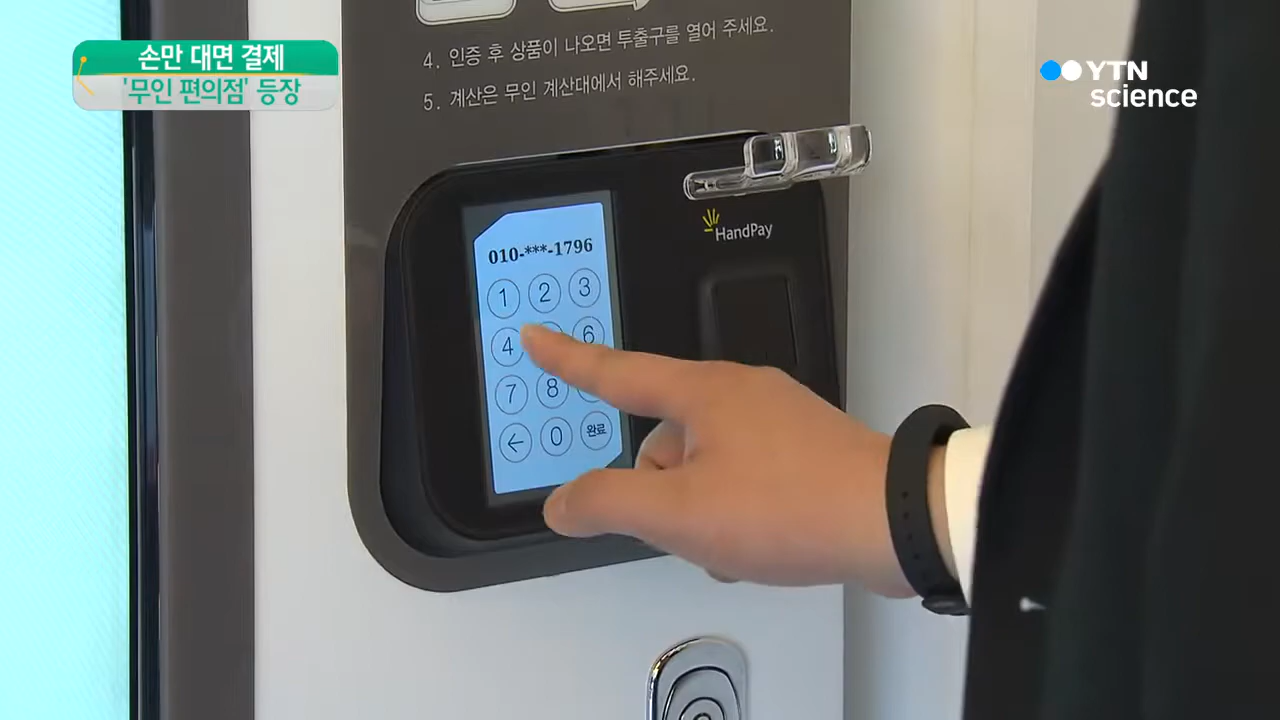 손만 대면 결제
'무인 편의점' 등장
YTN
science
4. 인증 후 상품이 나오면 투출구를 열어 주세요.
5. 계산은 무인 계산대에서 해주세요.
HandPay
010-***-1796
1 2 3
4 6
7 8
← 0 완료